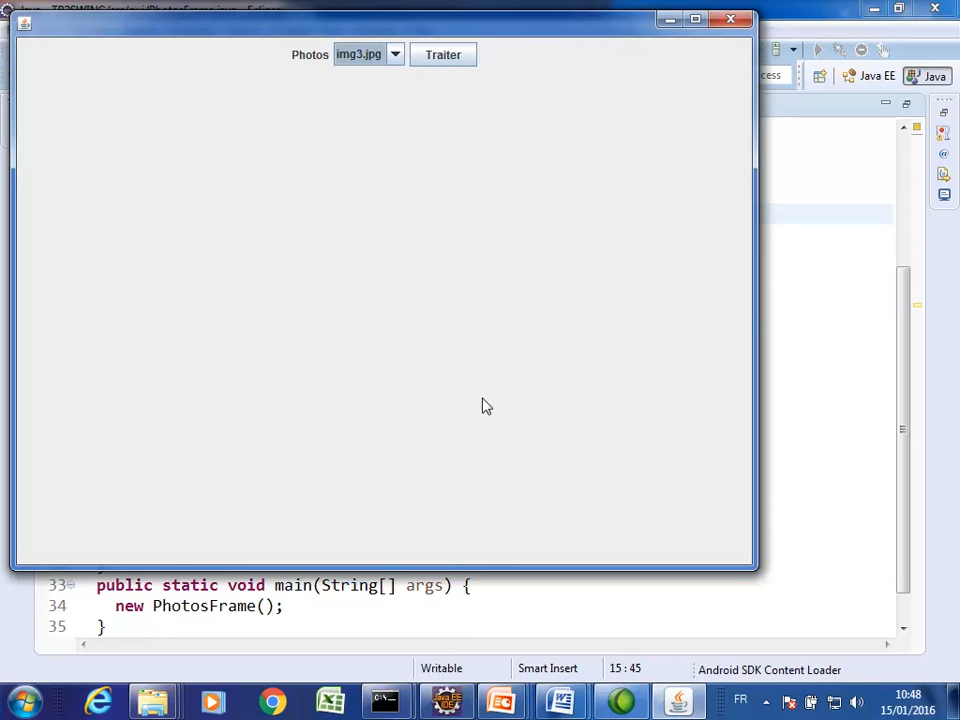 Photos img3.jpg Traiter
cess Java EE Java
33 public static void main(String[] args) {
34 new PhotosFrame();
35 }
Writable Smart Insert 15 : 45 Android SDK Content Loader
FR 10:48
15/01/2016